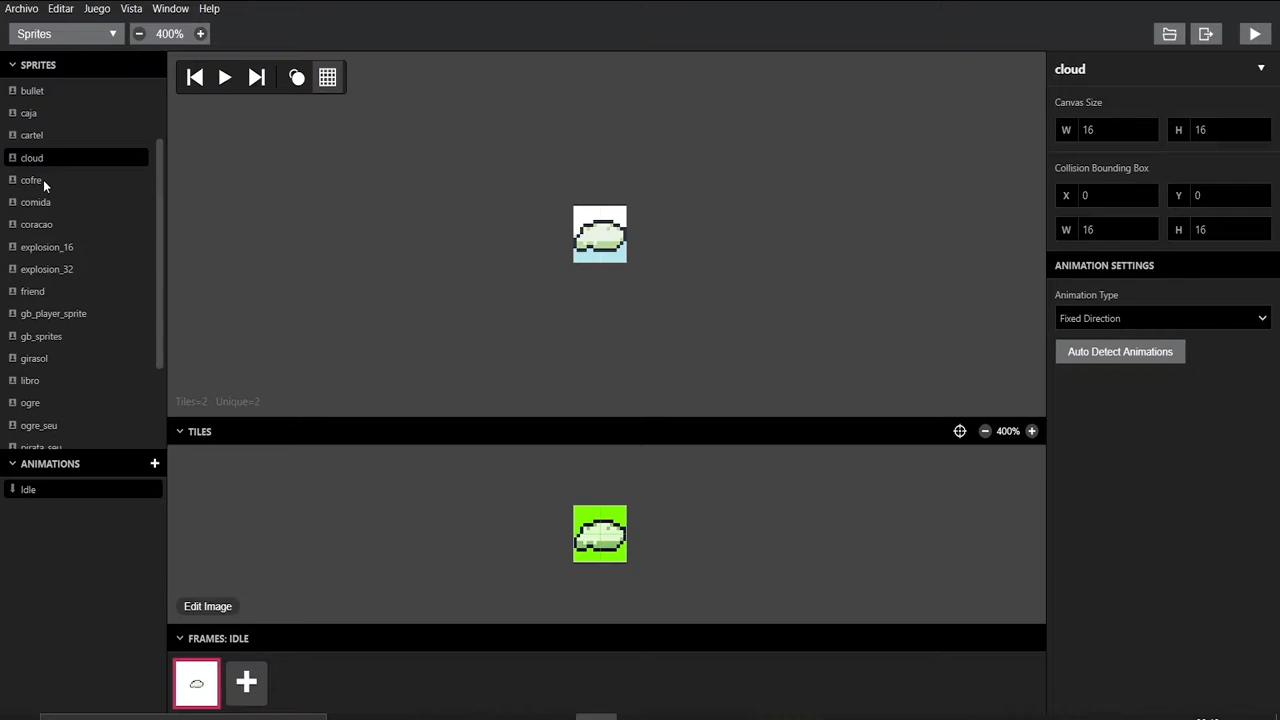 Archivo Editar Juego Vista Window Help
Sprites 400%
SPRITES
bullet
caja
cartel
cloud
cofre
comida
coracao
explosion_16
explosion_32
friend
gb_player_sprite
gb_sprites
girasol
libro
ogre
ogre_seu
pirata_seu
ANIMATIONS
Idle
Tiles=2 Unique=2
TILES 400%
Edit Image
FRAMES: IDLE
cloud
Canvas Size
W 16 H 16
Collision Bounding Box
X 0 Y 0
W 16 H 16
ANIMATION SETTINGS
Animation Type
Fixed Direction
Auto Detect Animations